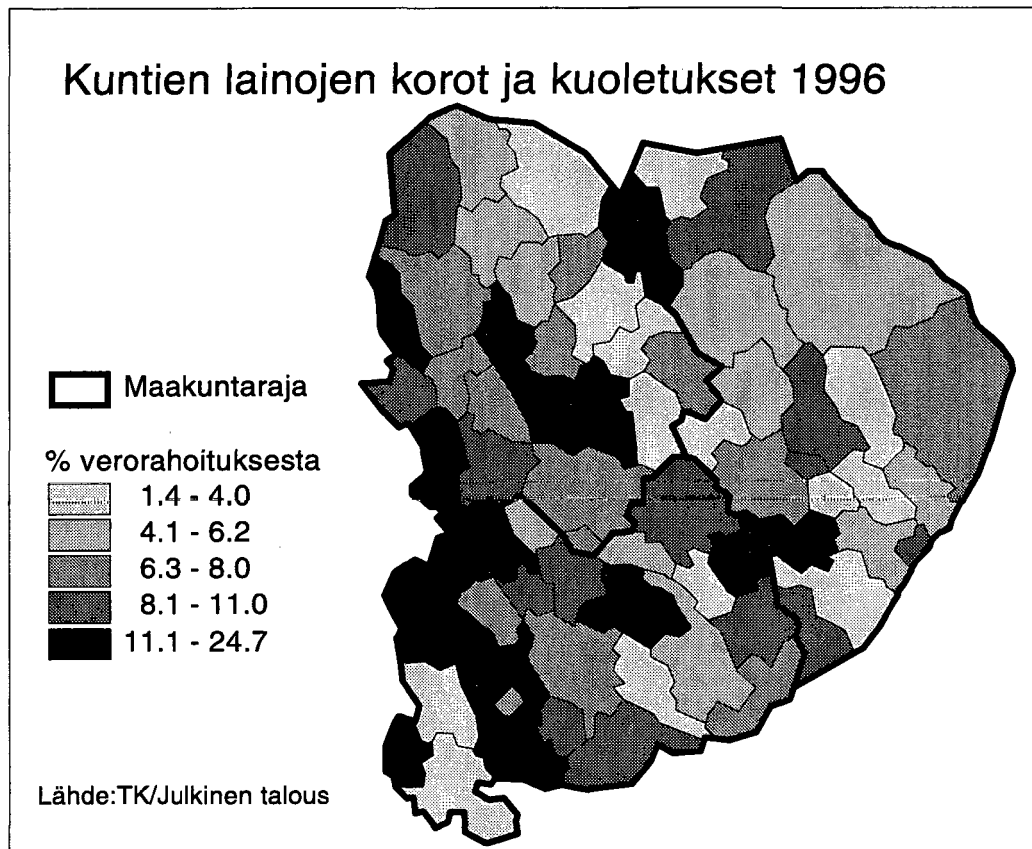 Kuntien lainojen korot ja kuoletukset 1996
Maakuntaraja
% verorahoituksesta
1.4 - 4.0
4.1 - 6.2
6.3 - 8.0
8.1 - 11.0
11.1 - 24.7
Lähde:TK/Julkinen talous